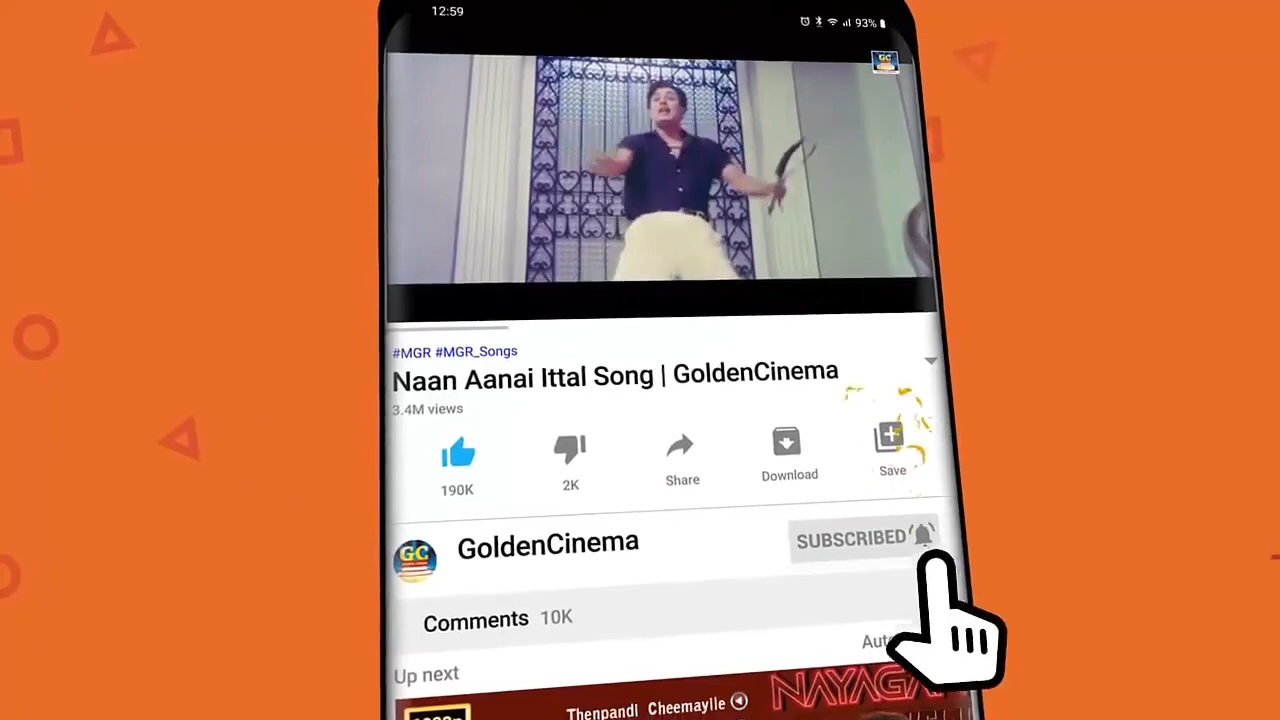 12:59
93%
GC
#MGR #MGR_Songs
Naan Aanai Ittal Song | GoldenCinema
3.4M views
190K
2K
Share
Download
Save
GC
GoldenCinema
SUBSCRIBED
Comments 10K
Up next
Thenpandi Cheemayile